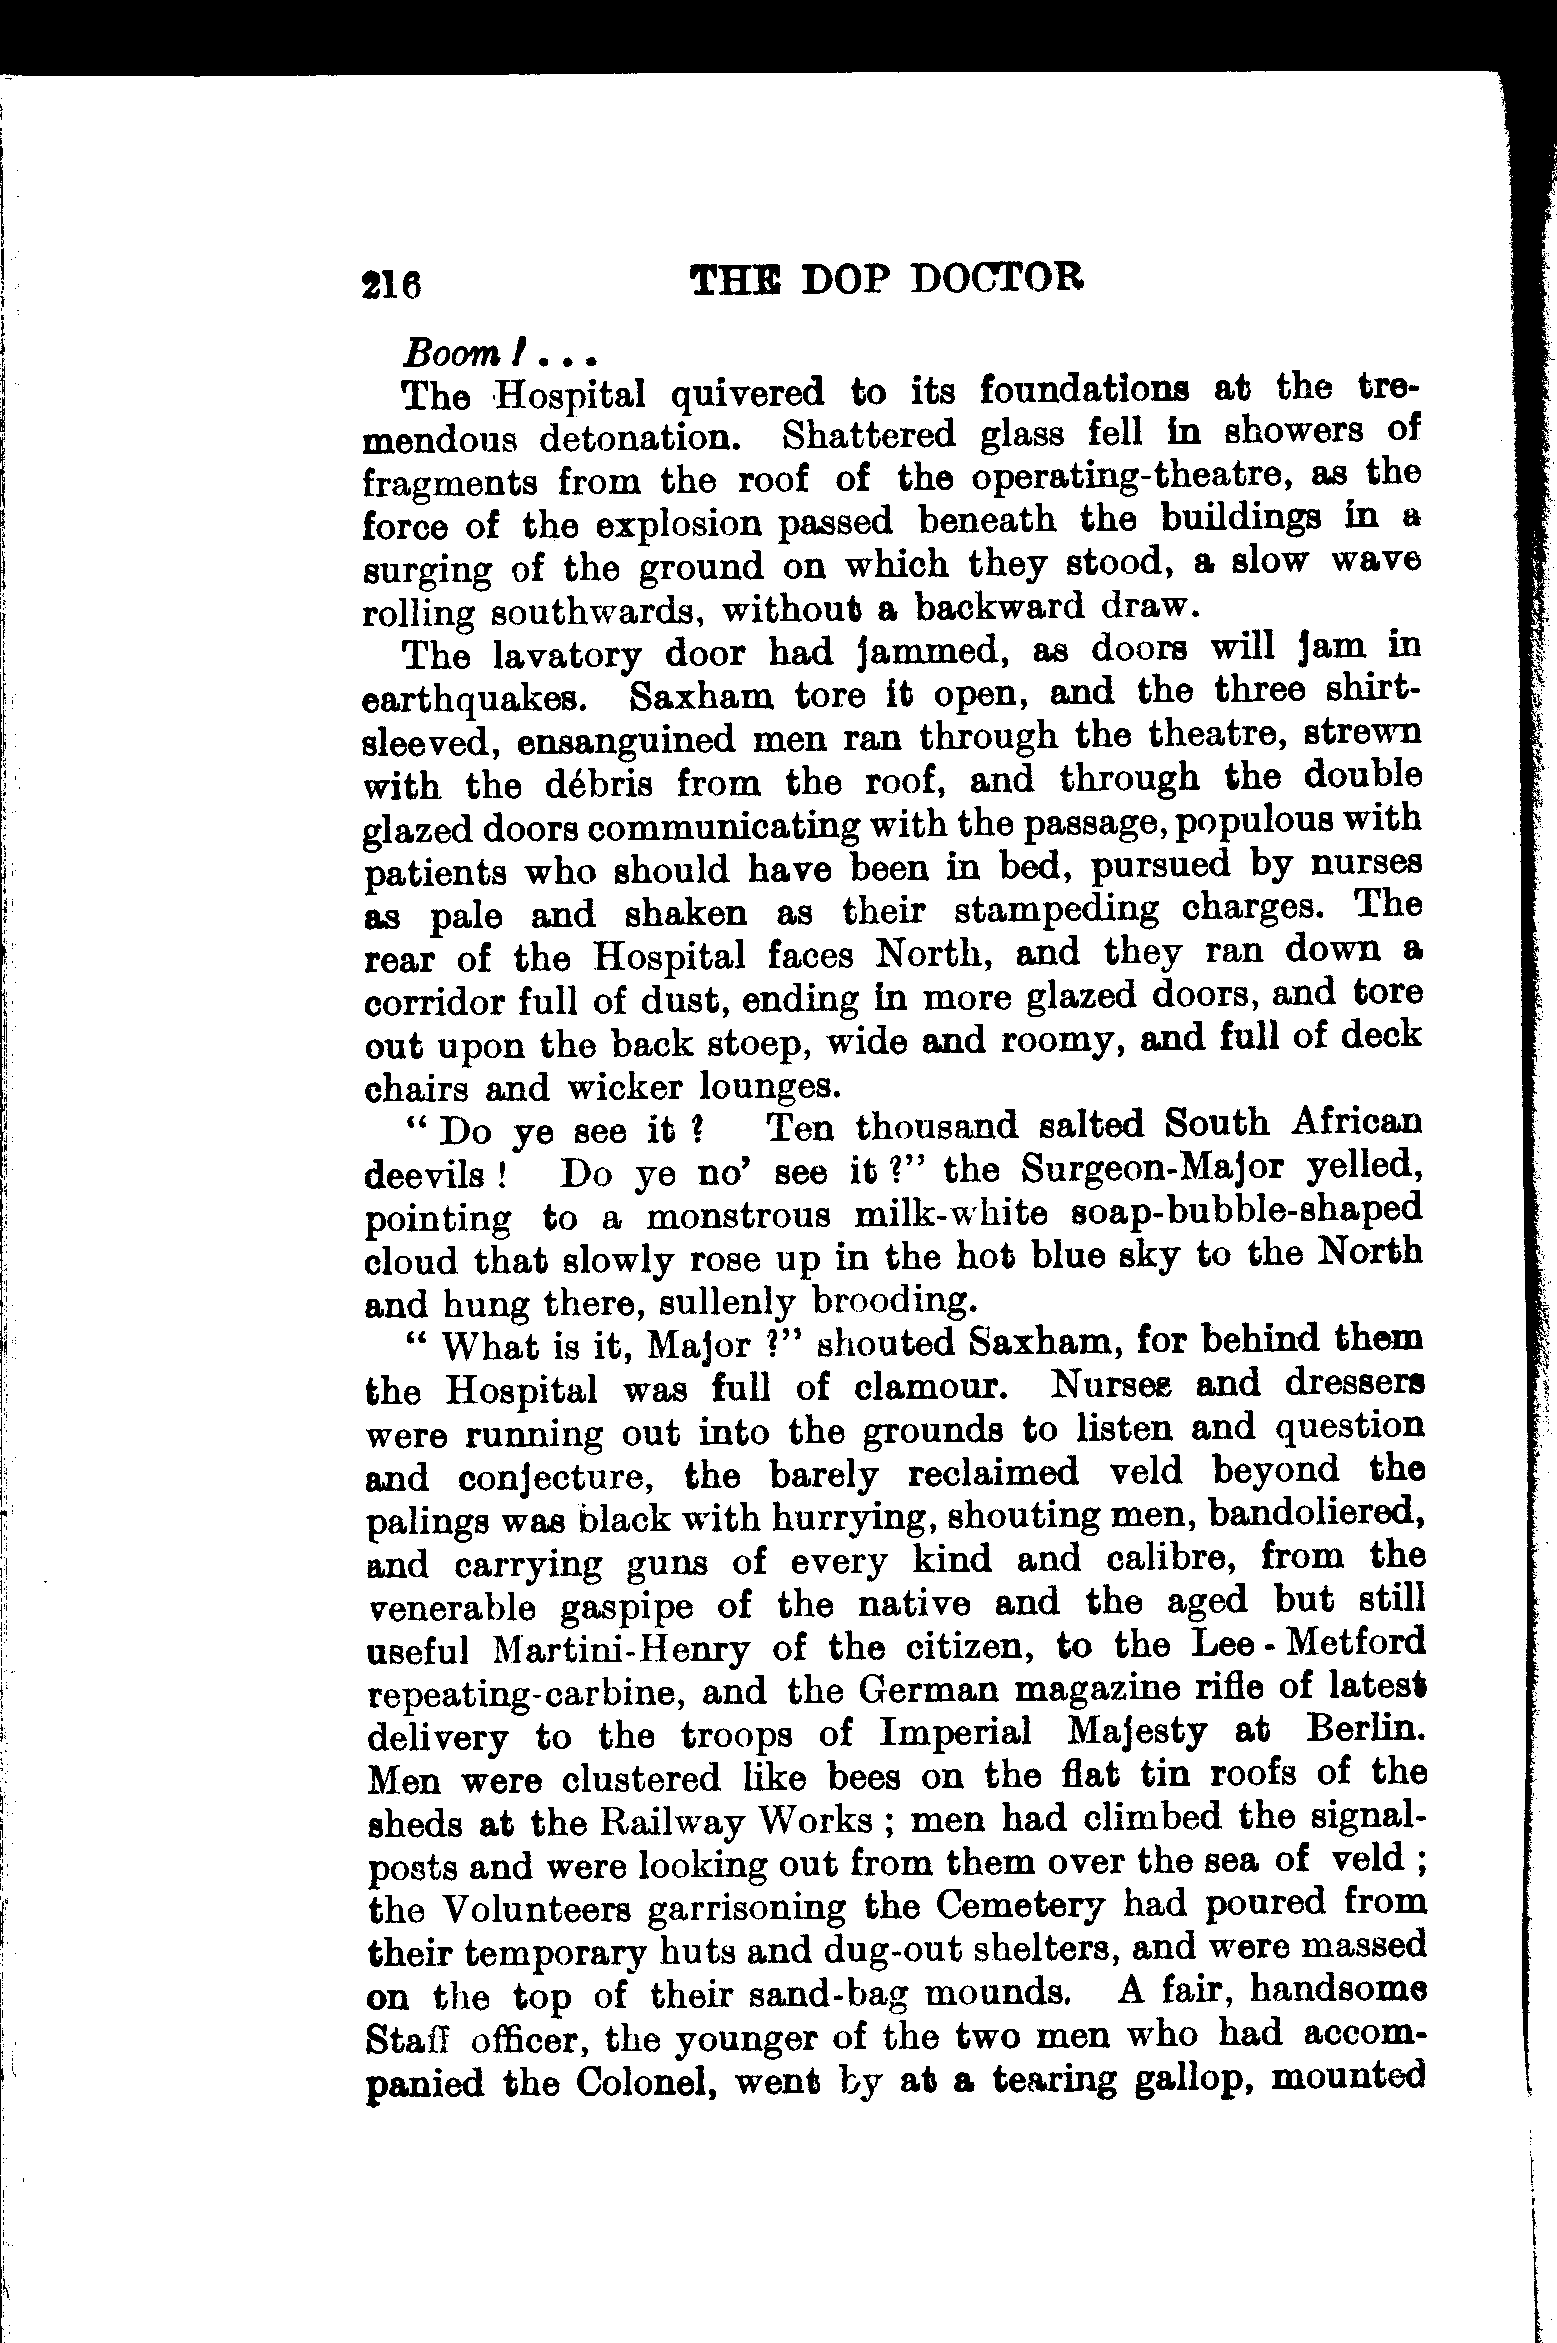 216 THE DOP DOCTOR
Boom ! . . .
The Hospital quivered to its foundations at the tre-
mendous detonation. Shattered glass fell in showers of
fragments from the roof of the operating-theatre, as the
force of the explosion passed beneath the buildings in a
surging of the ground on which they stood, a slow wave
rolling southwards, without a backward draw.
The lavatory door had jammed, as doors will jam in
earthquakes. Saxham tore it open, and the three shirt-
sleeved, ensanguined men ran through the theatre, strewn
with the débris from the roof, and through the double
glazed doors communicating with the passage, populous with
patients who should have been in bed, pursued by nurses
as pale and shaken as their stampeding charges. The
rear of the Hospital faces North, and they ran down a
corridor full of dust, ending in more glazed doors, and tore
out upon the back stoep, wide and roomy, and full of deck
chairs and wicker lounges.
“ Do ye see it ? Ten thousand salted South African
deevils ! Do ye no’ see it ?” the Surgeon-Major yelled,
pointing to a monstrous milk-white soap-bubble-shaped
cloud that slowly rose up in the hot blue sky to the North
and hung there, sullenly brooding.
“ What is it, Major ?” shouted Saxham, for behind them
the Hospital was full of clamour. Nurses and dressers
were running out into the grounds to listen and question
and conjecture, the barely reclaimed veld beyond the
palings was black with hurrying, shouting men, bandoliered,
and carrying guns of every kind and calibre, from the
venerable gaspipe of the native and the aged but still
useful Martini-Henry of the citizen, to the Lee - Metford
repeating-carbine, and the German magazine rifle of latest
delivery to the troops of Imperial Majesty at Berlin.
Men were clustered like bees on the flat tin roofs of the
sheds at the Railway Works ; men had climbed the signal-
posts and were looking out from them over the sea of veld ;
the Volunteers garrisoning the Cemetery had poured from
their temporary huts and dug-out shelters, and were massed
on the top of their sand-bag mounds. A fair, handsome
Staff officer, the younger of the two men who had accom-
panied the Colonel, went by at a tearing gallop, mounted